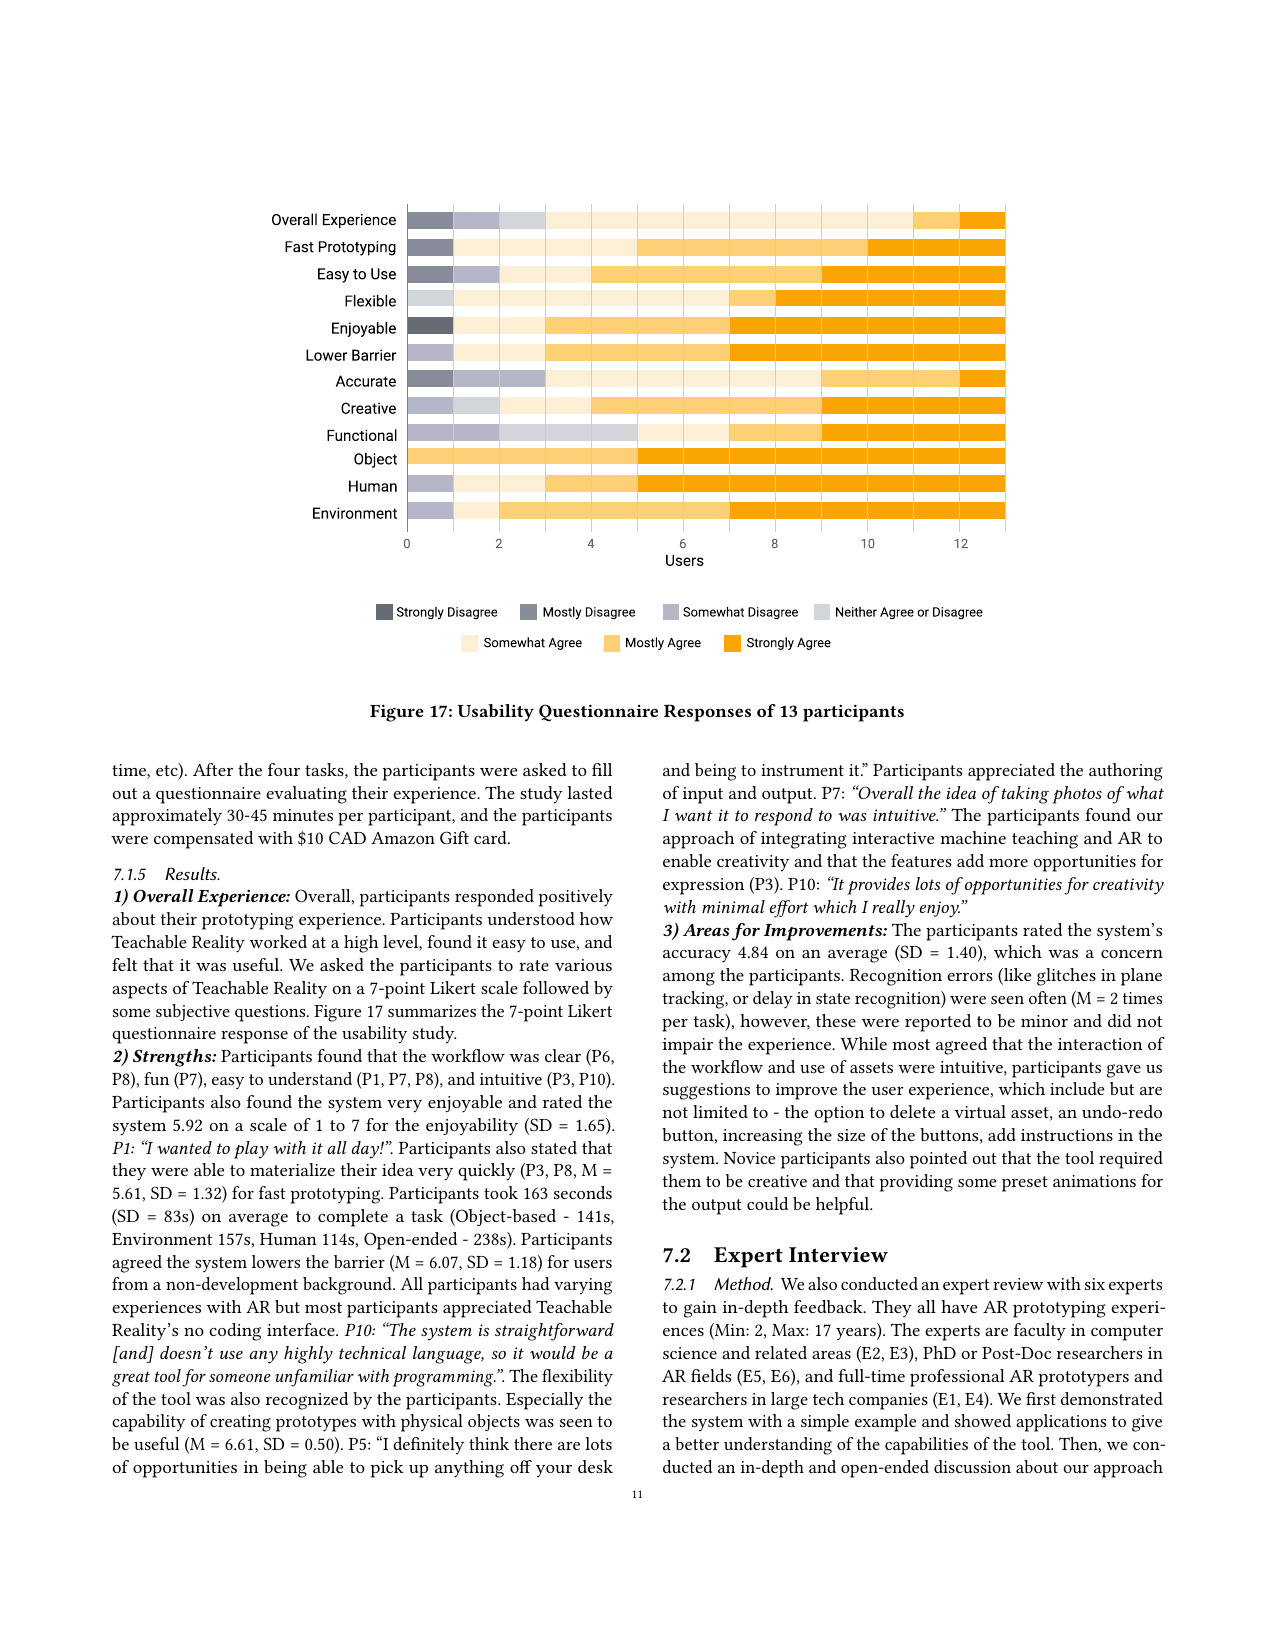 Overall Experience
Fast Prototyping
Easy to Use
Flexible
Enjoyable
Lower Barrier
Accurate
Creative
Functional
Object
Human
Environment
0 2 4 6 8 10 12
Users
Strongly Disagree Mostly Disagree Somewhat Disagree Neither Agree or Disagree
Somewhat Agree Mostly Agree Strongly Agree
Figure 17: Usability Questionnaire Responses of 13 participants
time, etc). After the four tasks, the participants were asked to fill
out a questionnaire evaluating their experience. The study lasted
approximately 30-45 minutes per participant, and the participants
were compensated with $10 CAD Amazon Gift card.
7.1.5 Results.
1) Overall Experience: Overall, participants responded positively
about their prototyping experience. Participants understood how
Teachable Reality worked at a high level, found it easy to use, and
felt that it was useful. We asked the participants to rate various
aspects of Teachable Reality on a 7-point Likert scale followed by
some subjective questions. Figure 17 summarizes the 7-point Likert
questionnaire response of the usability study.
2) Strengths: Participants found that the workflow was clear (P6,
P8), fun (P7), easy to understand (P1, P7, P8), and intuitive (P3, P10).
Participants also found the system very enjoyable and rated the
system 5.92 on a scale of 1 to 7 for the enjoyability (SD = 1.65).
P1: “I wanted to play with it all day!”. Participants also stated that
they were able to materialize their idea very quickly (P3, P8, M =
5.61, SD = 1.32) for fast prototyping. Participants took 163 seconds
(SD = 83s) on average to complete a task (Object-based - 141s,
Environment 157s, Human 114s, Open-ended - 238s). Participants
agreed the system lowers the barrier (M = 6.07, SD = 1.18) for users
from a non-development background. All participants had varying
experiences with AR but most participants appreciated Teachable
Reality’s no coding interface. P10: “The system is straightforward
[and] doesn’t use any highly technical language, so it would be a
great tool for someone unfamiliar with programming.”. The flexibility
of the tool was also recognized by the participants. Especially the
capability of creating prototypes with physical objects was seen to
be useful (M = 6.61, SD = 0.50). P5: “I definitely think there are lots
of opportunities in being able to pick up anything off your desk
and being to instrument it.” Participants appreciated the authoring
of input and output. P7: “Overall the idea of taking photos of what
I want it to respond to was intuitive.” The participants found our
approach of integrating interactive machine teaching and AR to
enable creativity and that the features add more opportunities for
expression (P3). P10: “It provides lots of opportunities for creativity
with minimal effort which I really enjoy.”
3) Areas for Improvements: The participants rated the system’s
accuracy 4.84 on an average (SD = 1.40), which was a concern
among the participants. Recognition errors (like glitches in plane
tracking, or delay in state recognition) were seen often (M = 2 times
per task), however, these were reported to be minor and did not
impair the experience. While most agreed that the interaction of
the workflow and use of assets were intuitive, participants gave us
suggestions to improve the user experience, which include but are
not limited to - the option to delete a virtual asset, an undo-redo
button, increasing the size of the buttons, add instructions in the
system. Novice participants also pointed out that the tool required
them to be creative and that providing some preset animations for
the output could be helpful.
7.2 Expert Interview
7.2.1 Method. We also conducted an expert review with six experts
to gain in-depth feedback. They all have AR prototyping experi-
ences (Min: 2, Max: 17 years). The experts are faculty in computer
science and related areas (E2, E3), PhD or Post-Doc researchers in
AR fields (E5, E6), and full-time professional AR prototypers and
researchers in large tech companies (E1, E4). We first demonstrated
the system with a simple example and showed applications to give
a better understanding of the capabilities of the tool. Then, we con-
ducted an in-depth and open-ended discussion about our approach
11